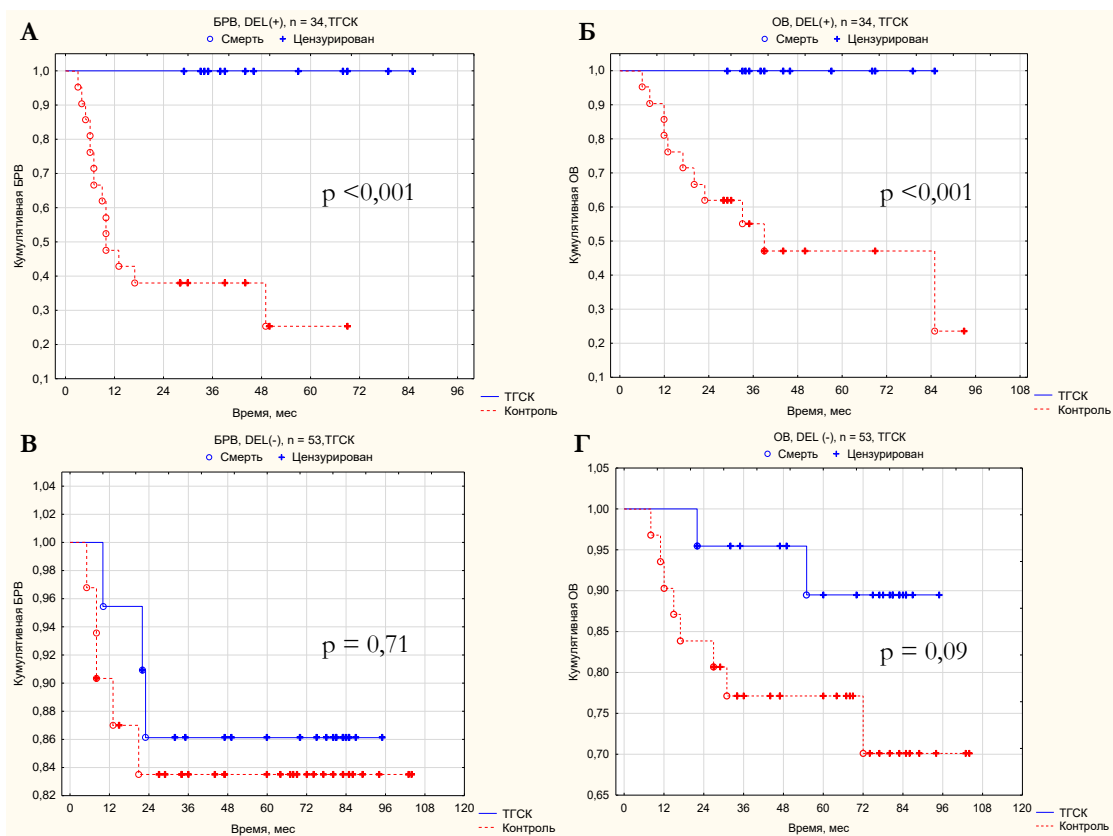 А
БРВ, DEL(+), n = 34,ТГСК
Смерть Цензурирован
1,0
0,9
0,8
0,7
0,6
0,5
0,4
0,3
0,2
0,1
Кумулятивная БРВ
p <0,001
0 12 24 36 48 60 72 84 96
Время, мес
ТГСК
Контроль
Б
ОВ, DEL(+), n =34, ТГСК
Смерть Цензурирован
1,0
0,9
0,8
0,7
0,6
0,5
0,4
0,3
0,2
0,1
Кумулятивная ОВ
p <0,001
0 12 24 36 48 60 72 84 96 108
Время, мес
ТГСК
Контроль
В
БРВ, DEL(-), n = 53,ТГСК
Смерть Цензурирован
1,04
1,02
1,00
0,98
0,96
0,94
0,92
0,90
0,88
0,86
0,84
0,82
Кумулятивная БРВ
p = 0,71
0 12 24 36 48 60 72 84 96 108 120
Время, мес
ТГСК
Контроль
Г
ОВ, DEL (-), n = 53, ТГСК
Смерть Цензурирован
1,05
1,00
0,95
0,90
0,85
0,80
0,75
0,70
0,65
Кумулятивная ОВ
p = 0,09
0 12 24 36 48 60 72 84 96 108 120
Время, мес
ТГСК
Контроль